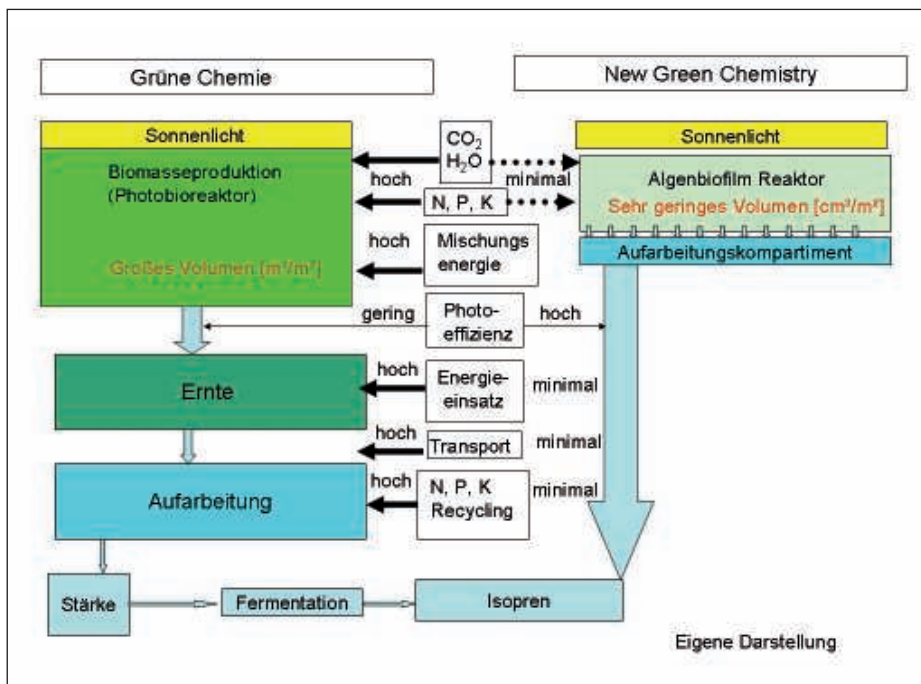 Grüne Chemie
New Green Chemistry
Sonnenlicht
Biomasseproduktion
(Photobioreaktor)
Großes Volumen [m³/m²]
CO₂
H₂O
hoch
minimal
N, P, K
hoch
Mischungs
energie
Sonnenlicht
Algenbiofilm Reaktor
Sehr geringes Volumen [cm³/m²]
Aufarbeitungskompartiment
gering
Photo-
effizienz
hoch
Ernte
hoch
Energie-
einsatz
minimal
hoch
Transport
minimal
Aufarbeitung
hoch
N, P, K
Recycling
minimal
Stärke
Fermentation
Isopren
Eigene Darstellung